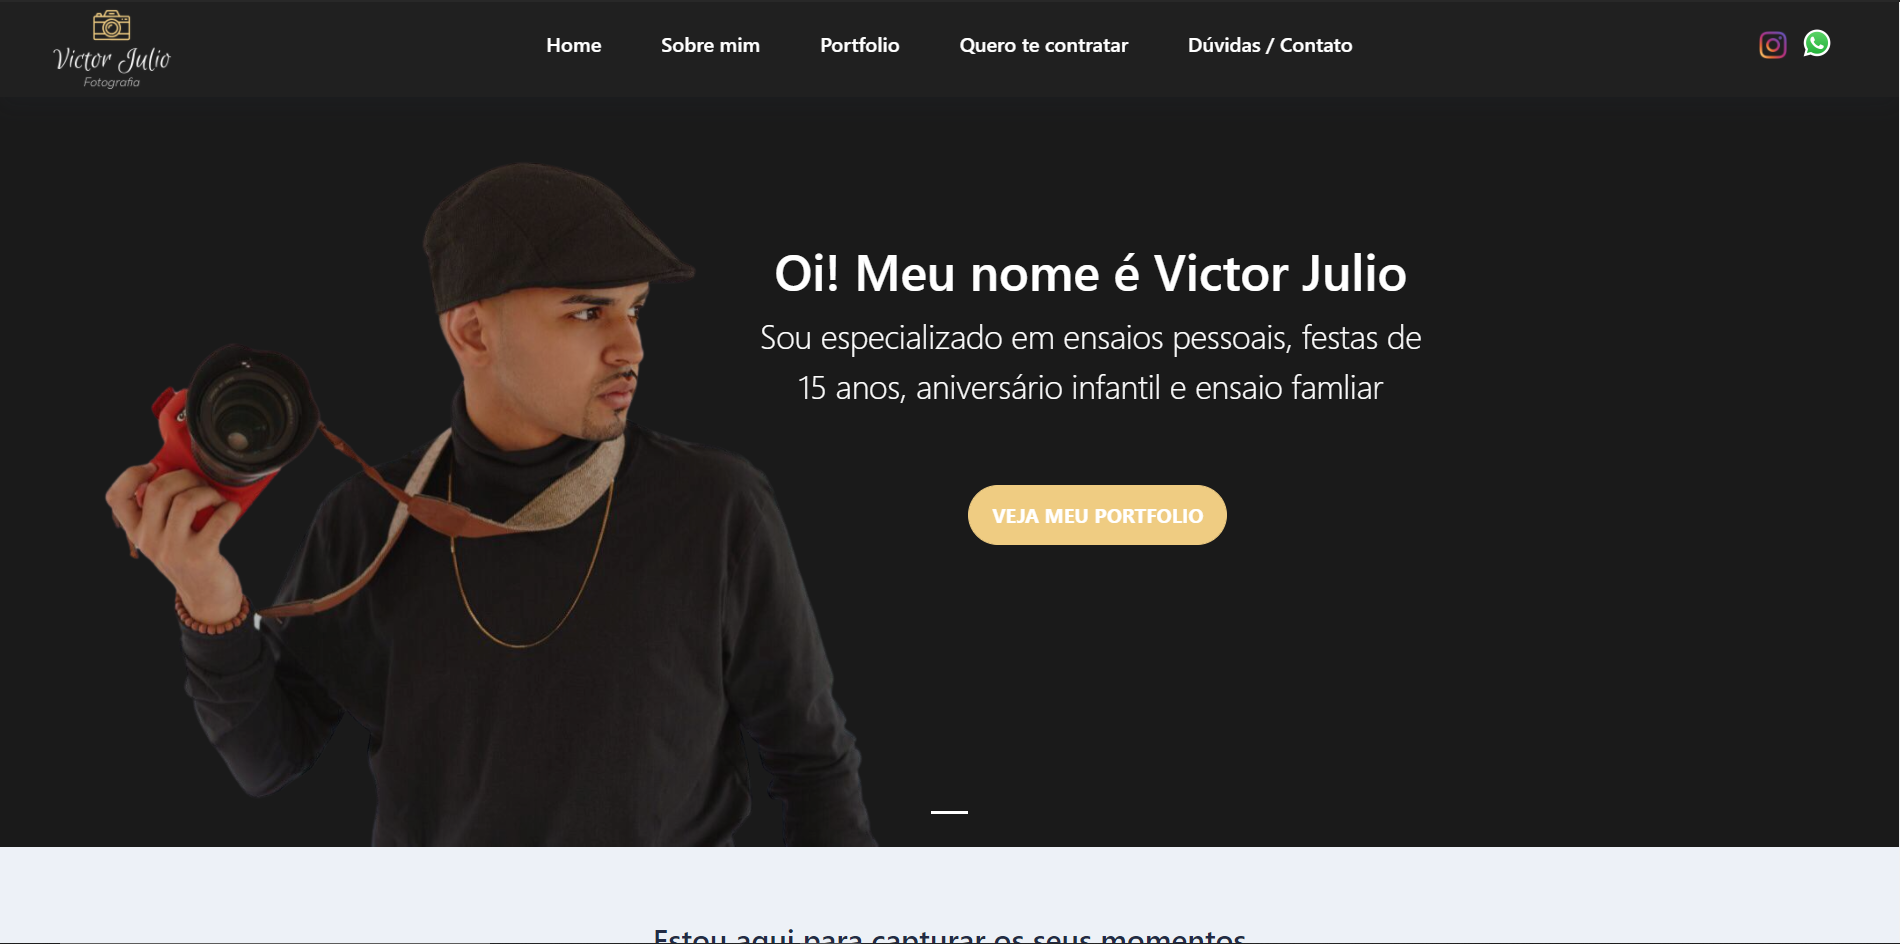 Victor Julio
Fotografia
Home
Sobre mim
Portfolio
Quero te contratar
Dúvidas / Contato
Oi! Meu nome é Victor Julio
Sou especializado em ensaios pessoais, festas de
15 anos, aniversário infantil e ensaio famliar
VEJA MEU PORTFOLIO
Estou aqui para capturar os seus momentos